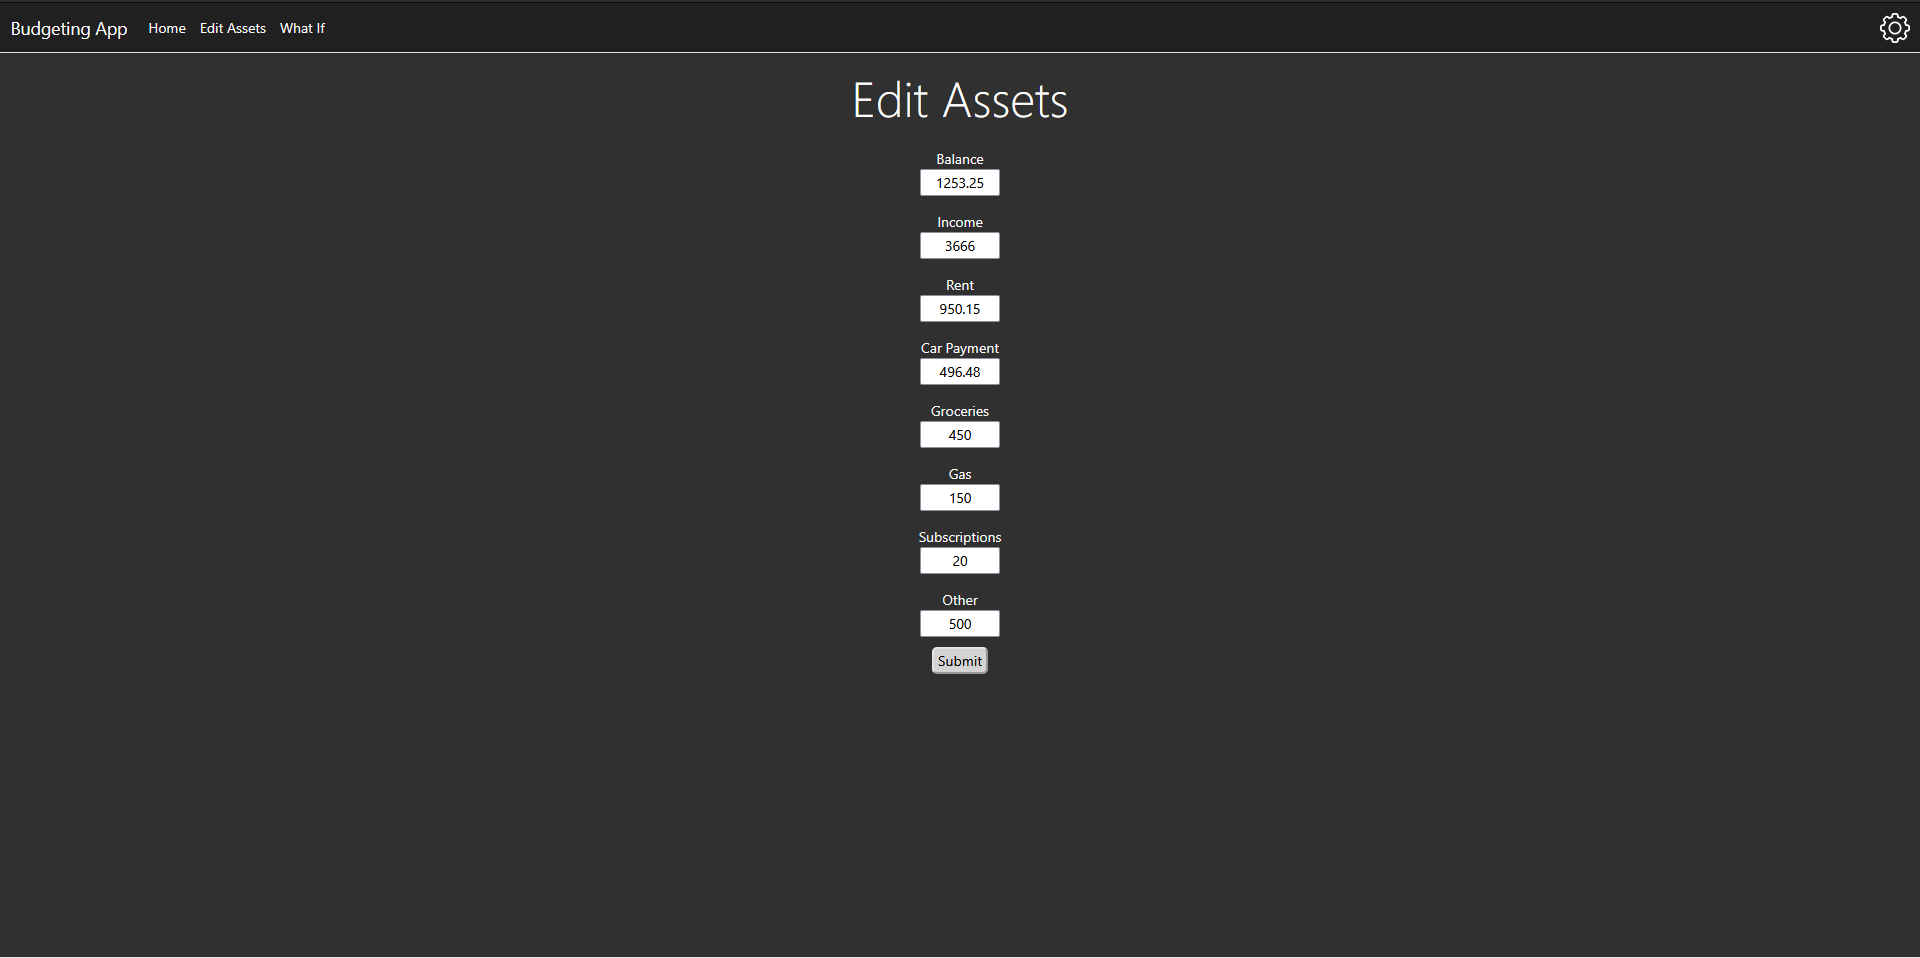 Budgeting App Home Edit Assets What If
Edit Assets
Balance
1253.25
Income
3666
Rent
950.15
Car Payment
496.48
Groceries
450
Gas
150
Subscriptions
20
Other
500
Submit